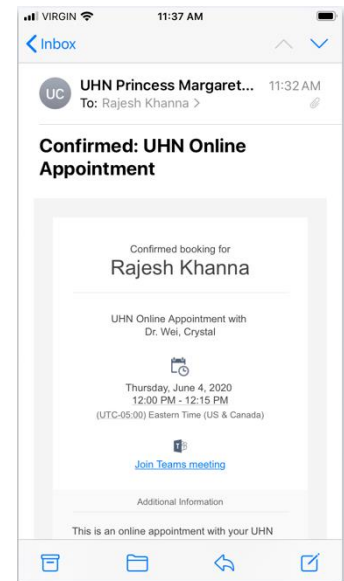 VIRGIN 11:37 AM
Inbox
UC
UHN Princess Margaret... 11:32 AM
To: Rajesh Khanna >
Confirmed: UHN Online
Appointment
Confirmed booking for
Rajesh Khanna
UHN Online Appointment with
Dr. Wei, Crystal
Thursday, June 4, 2020
12:00 PM - 12:15 PM
(UTC-05:00) Eastern Time (US & Canada)
Join Teams meeting
Additional Information
This is an online appointment with your UHN